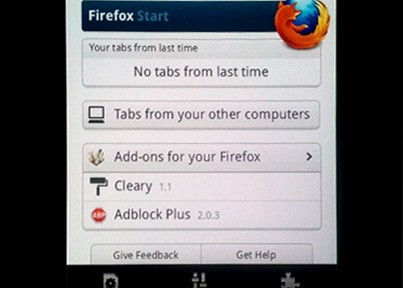 Firefox Start
Your tabs from last time
No tabs from last time
Tabs from your other computers
Add-ons for your Firefox
Cleary 1.1
ABP Adblock Plus 2.0.3
Give Feedback Get Help